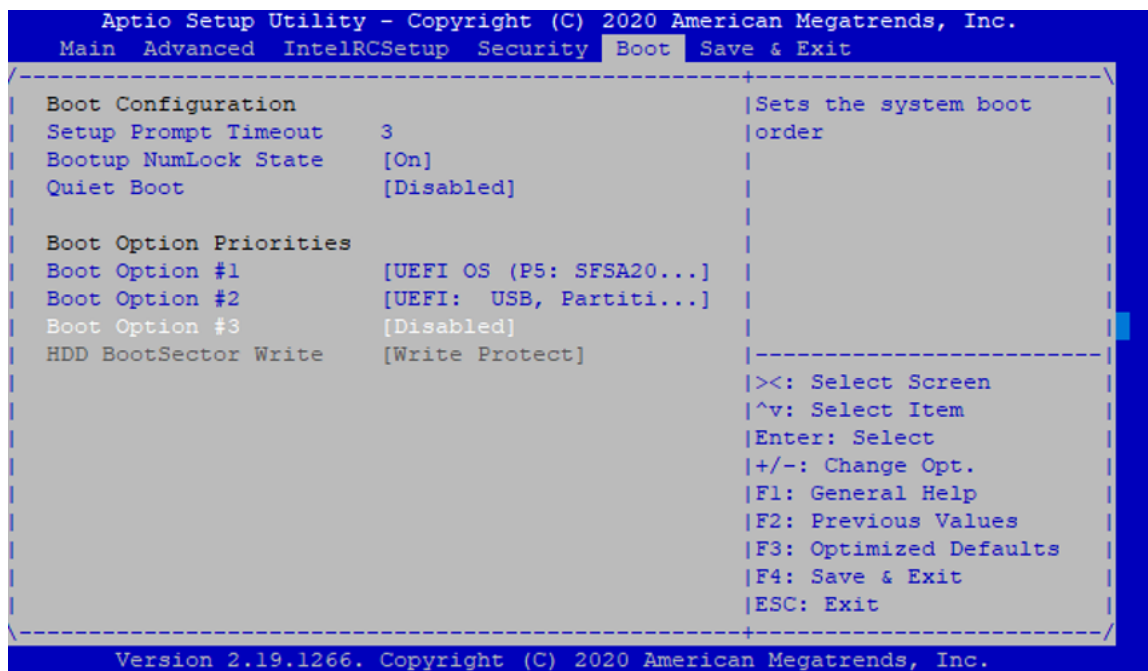 Aptio Setup Utility - Copyright (C) 2020 American Megatrends, Inc.
Main Advanced IntelRCSetup Security Boot Save & Exit
/----------------------------------------------------+-------------------------\
| Boot Configuration |Sets the system boot |
| Setup Prompt Timeout 3 |order |
| Bootup NumLock State [On] | |
| Quiet Boot [Disabled] | |
| | |
| Boot Option Priorities | |
| Boot Option #1 [UEFI OS (P5: SFSA20...] | |
| Boot Option #2 [UEFI: USB, Partiti...] | |
| Boot Option #3 [Disabled] | |
| HDD BootSector Write [Write Protect] |-------------------------|
| |><: Select Screen |
| |^v: Select Item |
| |Enter: Select |
| |+/-: Change Opt. |
| |F1: General Help |
| |F2: Previous Values |
| |F3: Optimized Defaults |
| |F4: Save & Exit |
| |ESC: Exit |
\----------------------------------------------------+-------------------------/
Version 2.19.1266. Copyright (C) 2020 American Megatrends, Inc.